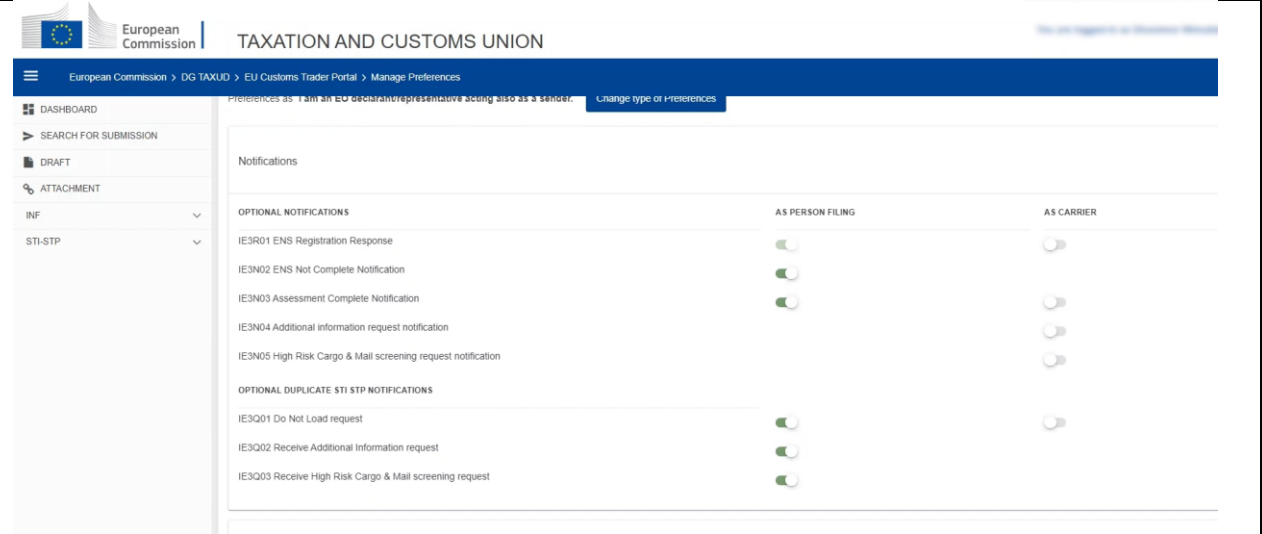 European
Commission
TAXATION AND CUSTOMS UNION
European Commission > DG TAXUD > EU Customs Trader Portal > Manage Preferences
DASHBOARD
SEARCH FOR SUBMISSION
DRAFT
ATTACHMENT
INF
STI-STP
Preferences as I am an EO declarant/representative acting also as a sender. Change type of Preferences
Notifications
OPTIONAL NOTIFICATIONS AS PERSON FILING AS CARRIER
IE3R01 ENS Registration Response
IE3N02 ENS Not Complete Notification
IE3N03 Assessment Complete Notification
IE3N04 Additional information request notification
IE3N05 High Risk Cargo & Mail screening request notification
OPTIONAL DUPLICATE STI STP NOTIFICATIONS
IE3Q01 Do Not Load request
IE3Q02 Receive Additional Information request
IE3Q03 Receive High Risk Cargo & Mail screening request